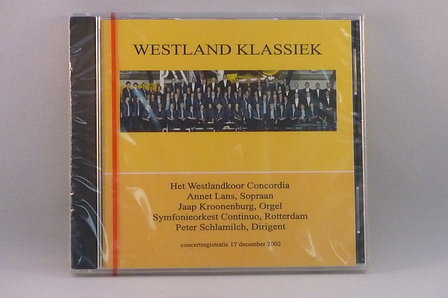 WESTLAND KLASSIEK
Het Westlandkoor Concordia
Annet Lans, Sopraan
Jaap Kroonenburg, Orgel
Symfonieorkest Continuo, Rotterdam
Peter Schlamilch, Dirigent
concertregistratie 17 december 2002